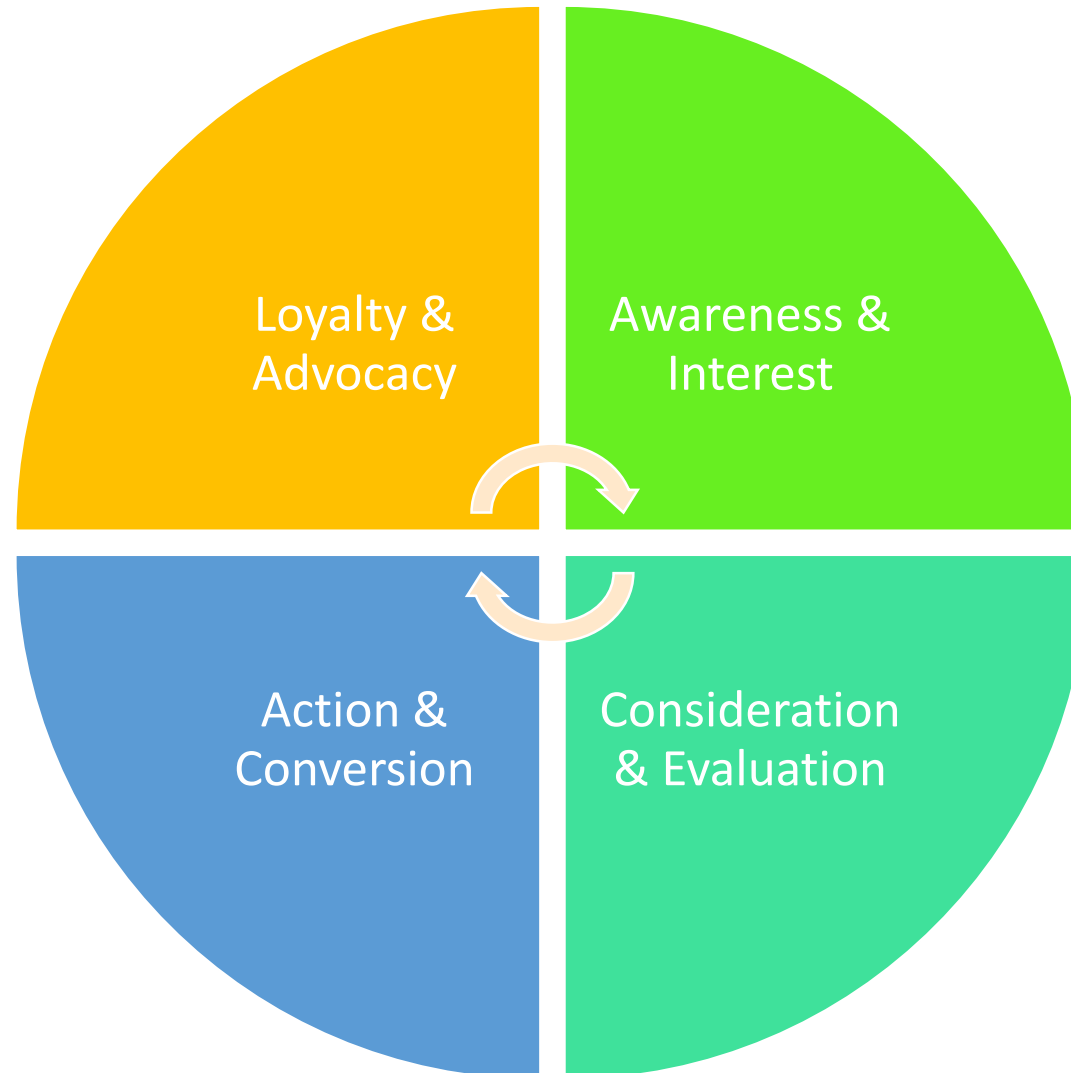 Loyalty &
Advocacy
Awareness &
Interest
Action &
Conversion
Consideration
& Evaluation